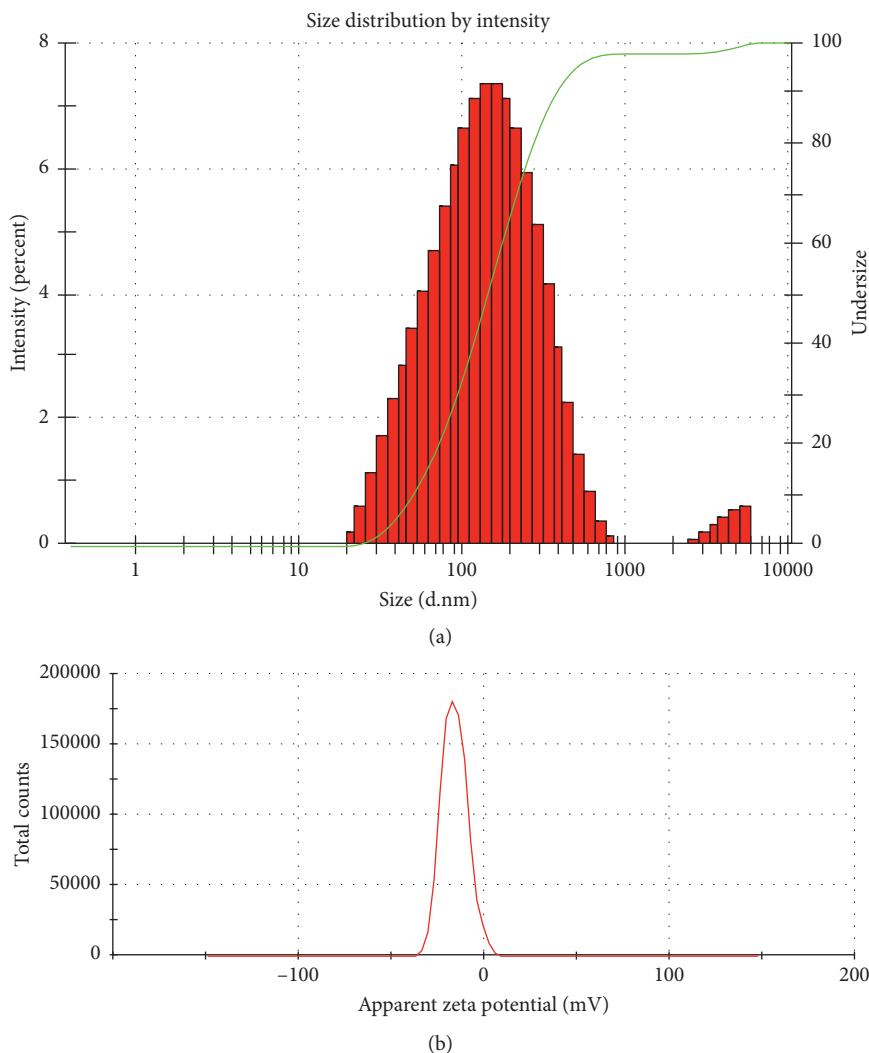 Size distribution by intensity
8
6
4
2
0
Intensity (percent)
100
80
60
40
20
0
Undersize
1 10 100 1000 10000
Size (d.nm)
(a)
200000
150000
100000
50000
0
Total counts
−100 0 100 200
Apparent zeta potential (mV)
(b)